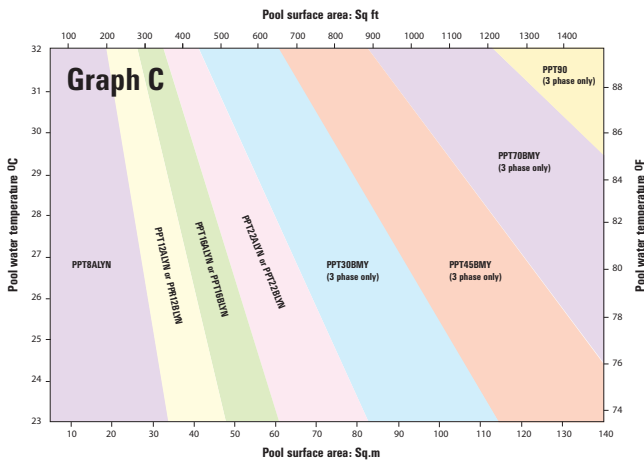 Pool surface area: Sq ft
100 200 300 400 500 600 700 800 900 1000 1100 1200 1300 1400
Graph C
Pool water temperature ºC
32
31
30
29
28
27
26
25
24
23
PPT8ALYN
PPT12ALYN or PPR12BLYN
PPT16ALYN or PPT16BLYN
PPT22ALYN or PPT22BLYN
PPT30BMY
(3 phase only)
PPT45BMY
(3 phase only)
PPT70BMY
(3 phase only)
PPT90
(3 phase only)
88
86
84
82
80
78
76
74
Pool water temperature ºF
10 20 30 40 50 60 70 80 90 100 110 120 130 140
Pool surface area: Sq.m